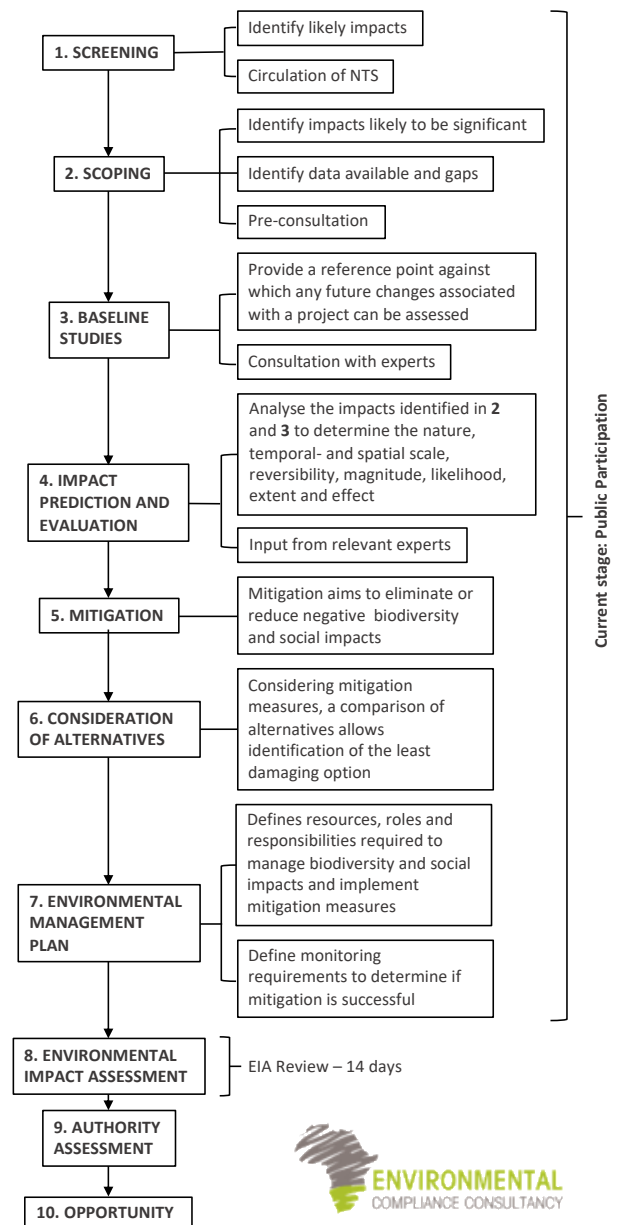 1. SCREENING
Identify likely impacts
Circulation of NTS
2. SCOPING
Identify impacts likely to be significant
Identify data available and gaps
Pre-consultation
3. BASELINE
STUDIES
Provide a reference point against
which any future changes associated
with a project can be assessed
Consultation with experts
4. IMPACT
PREDICTION AND
EVALUATION
Analyse the impacts identified in 2
and 3 to determine the nature,
temporal- and spatial scale,
reversibility, magnitude, likelihood,
extent and effect
Input from relevant experts
5. MITIGATION
Mitigation aims to eliminate or
reduce negative biodiversity
and social impacts
6. CONSIDERATION
OF ALTERNATIVES
Considering mitigation
measures, a comparison of
alternatives allows
identification of the least
damaging option
7. ENVIRONMENTAL
MANAGEMENT
PLAN
Defines resources, roles and
responsibilities required to
manage biodiversity and social
impacts and implement
mitigation measures
Define monitoring
requirements to determine if
mitigation is successful
Current stage: Public Participation
8. ENVIRONMENTAL
IMPACT ASSESSMENT
EIA Review – 14 days
9. AUTHORITY
ASSESSMENT
10. OPPORTUNITY
ENVIRONMENTAL
COMPLIANCE CONSULTANCY